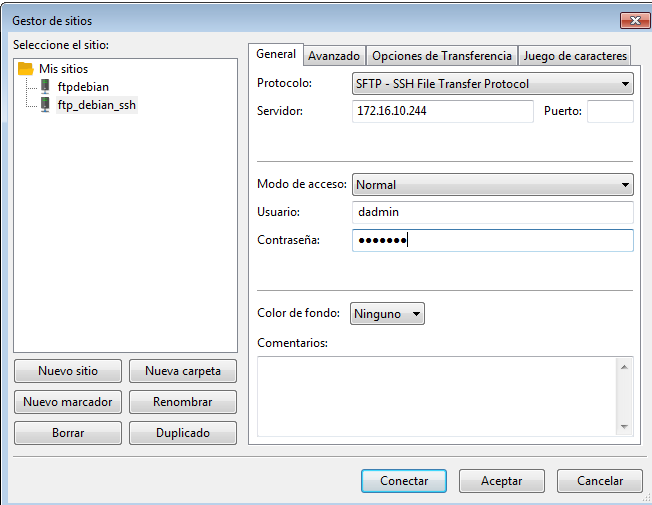 Gestor de sitios
Seleccione el sitio:
Mis sitios
ftpdebian
ftp_debian_ssh
Nuevo sitio
Nueva carpeta
Nuevo marcador
Renombrar
Borrar
Duplicado
General
Avanzado
Opciones de Transferencia
Juego de caracteres
Protocolo:
SFTP - SSH File Transfer Protocol
Servidor:
172.16.10.244
Puerto:
Modo de acceso:
Normal
Usuario:
dadmin
Contraseña:
●●●●●●●
Color de fondo:
Ninguno
Comentarios:
Conectar
Aceptar
Cancelar